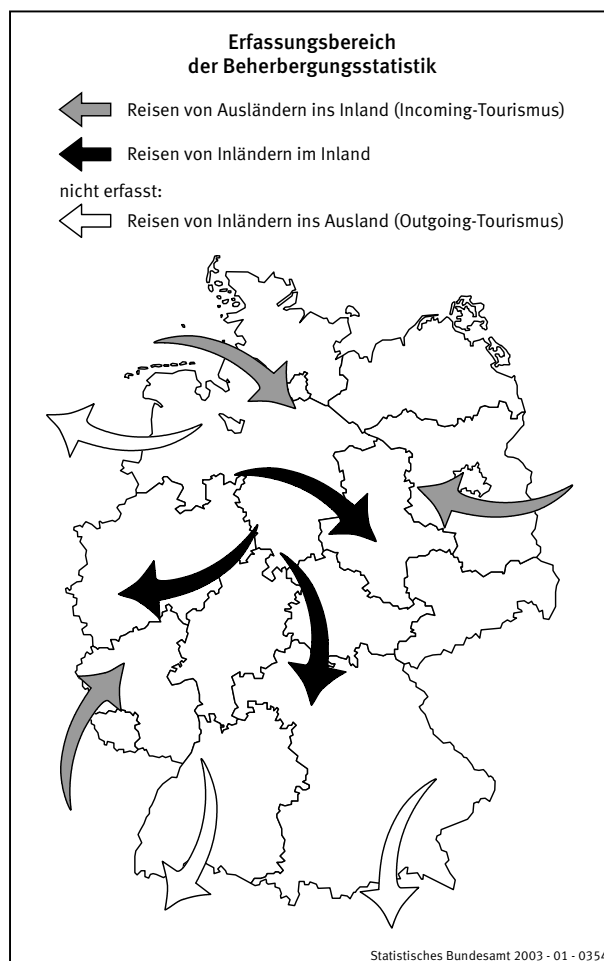 Erfassungsbereich
der Beherbergungsstatistik
Reisen von Ausländern ins Inland (Incoming-Tourismus)
Reisen von Inländern im Inland
nicht erfasst:
Reisen von Inländern ins Ausland (Outgoing-Tourismus)
Statistisches Bundesamt 2003 - 01 - 0354